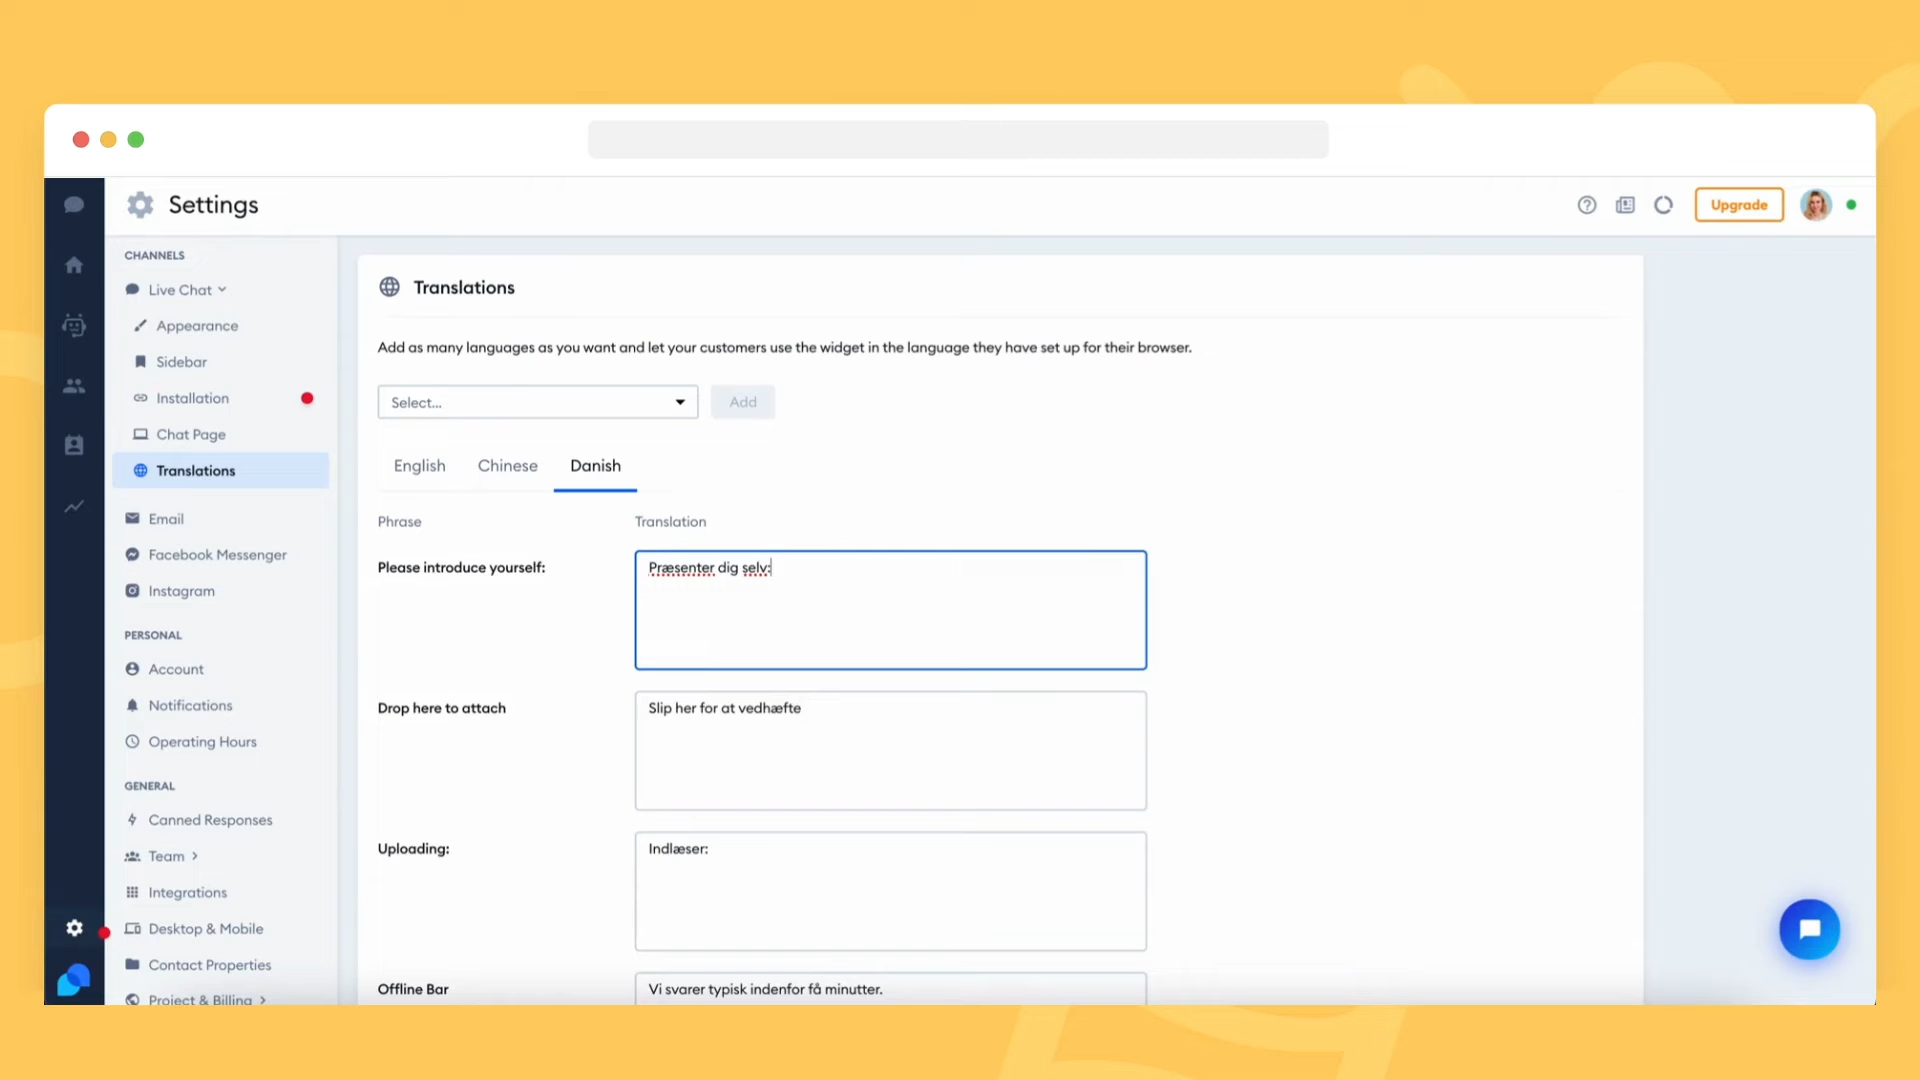 Settings
Upgrade
CHANNELS
Live Chat
Appearance
Sidebar
Installation
Chat Page
Translations
Email
Facebook Messenger
Instagram
PERSONAL
Account
Notifications
Operating Hours
GENERAL
Canned Responses
Team
Integrations
Desktop & Mobile
Contact Properties
Project & Billing
Translations
Add as many languages as you want and let your customers use the widget in the language they have set up for their browser.
Select...
Add
English
Chinese
Danish
Phrase
Translation
Please introduce yourself:
Præsenter dig selv:
Drop here to attach
Slip her for at vedhæfte
Uploading:
Indlæser:
Offline Bar
Vi svarer typisk indenfor få minutter.